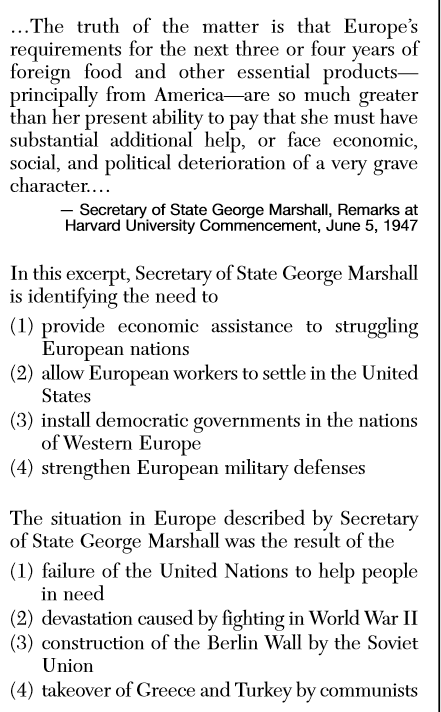 ...The truth of the matter is that Europe's
requirements for the next three or four years of
foreign food and other essential products—
principally from America—are so much greater
than her present ability to pay that she must have
substantial additional help, or face economic,
social, and political deterioration of a very grave
character....
— Secretary of State George Marshall, Remarks at
Harvard University Commencement, June 5, 1947
In this excerpt, Secretary of State George Marshall
is identifying the need to
(1) provide economic assistance to struggling
European nations
(2) allow European workers to settle in the United
States
(3) install democratic governments in the nations
of Western Europe
(4) strengthen European military defenses
The situation in Europe described by Secretary
of State George Marshall was the result of the
(1) failure of the United Nations to help people
in need
(2) devastation caused by fighting in World War II
(3) construction of the Berlin Wall by the Soviet
Union
(4) takeover of Greece and Turkey by communists